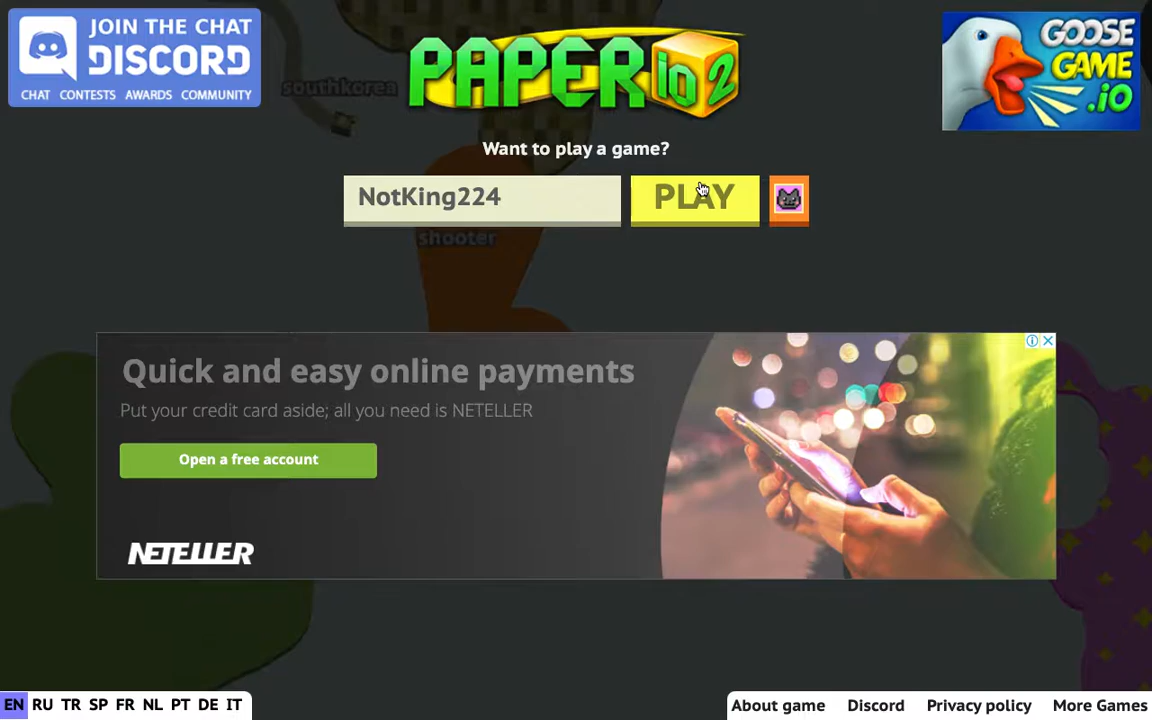 JOIN THE CHAT
DISCORD
CHAT CONTESTS AWARDS COMMUNITY
southkorea
PAPER io 2
GOOSE
GAME
.iO
Want to play a game?
NotKing224
PLAY
shooter
Quick and easy online payments
Put your credit card aside; all you need is NETELLER
Open a free account
NETELLER
EN RU TR SP FR NL PT DE IT
About game Discord Privacy policy More Games